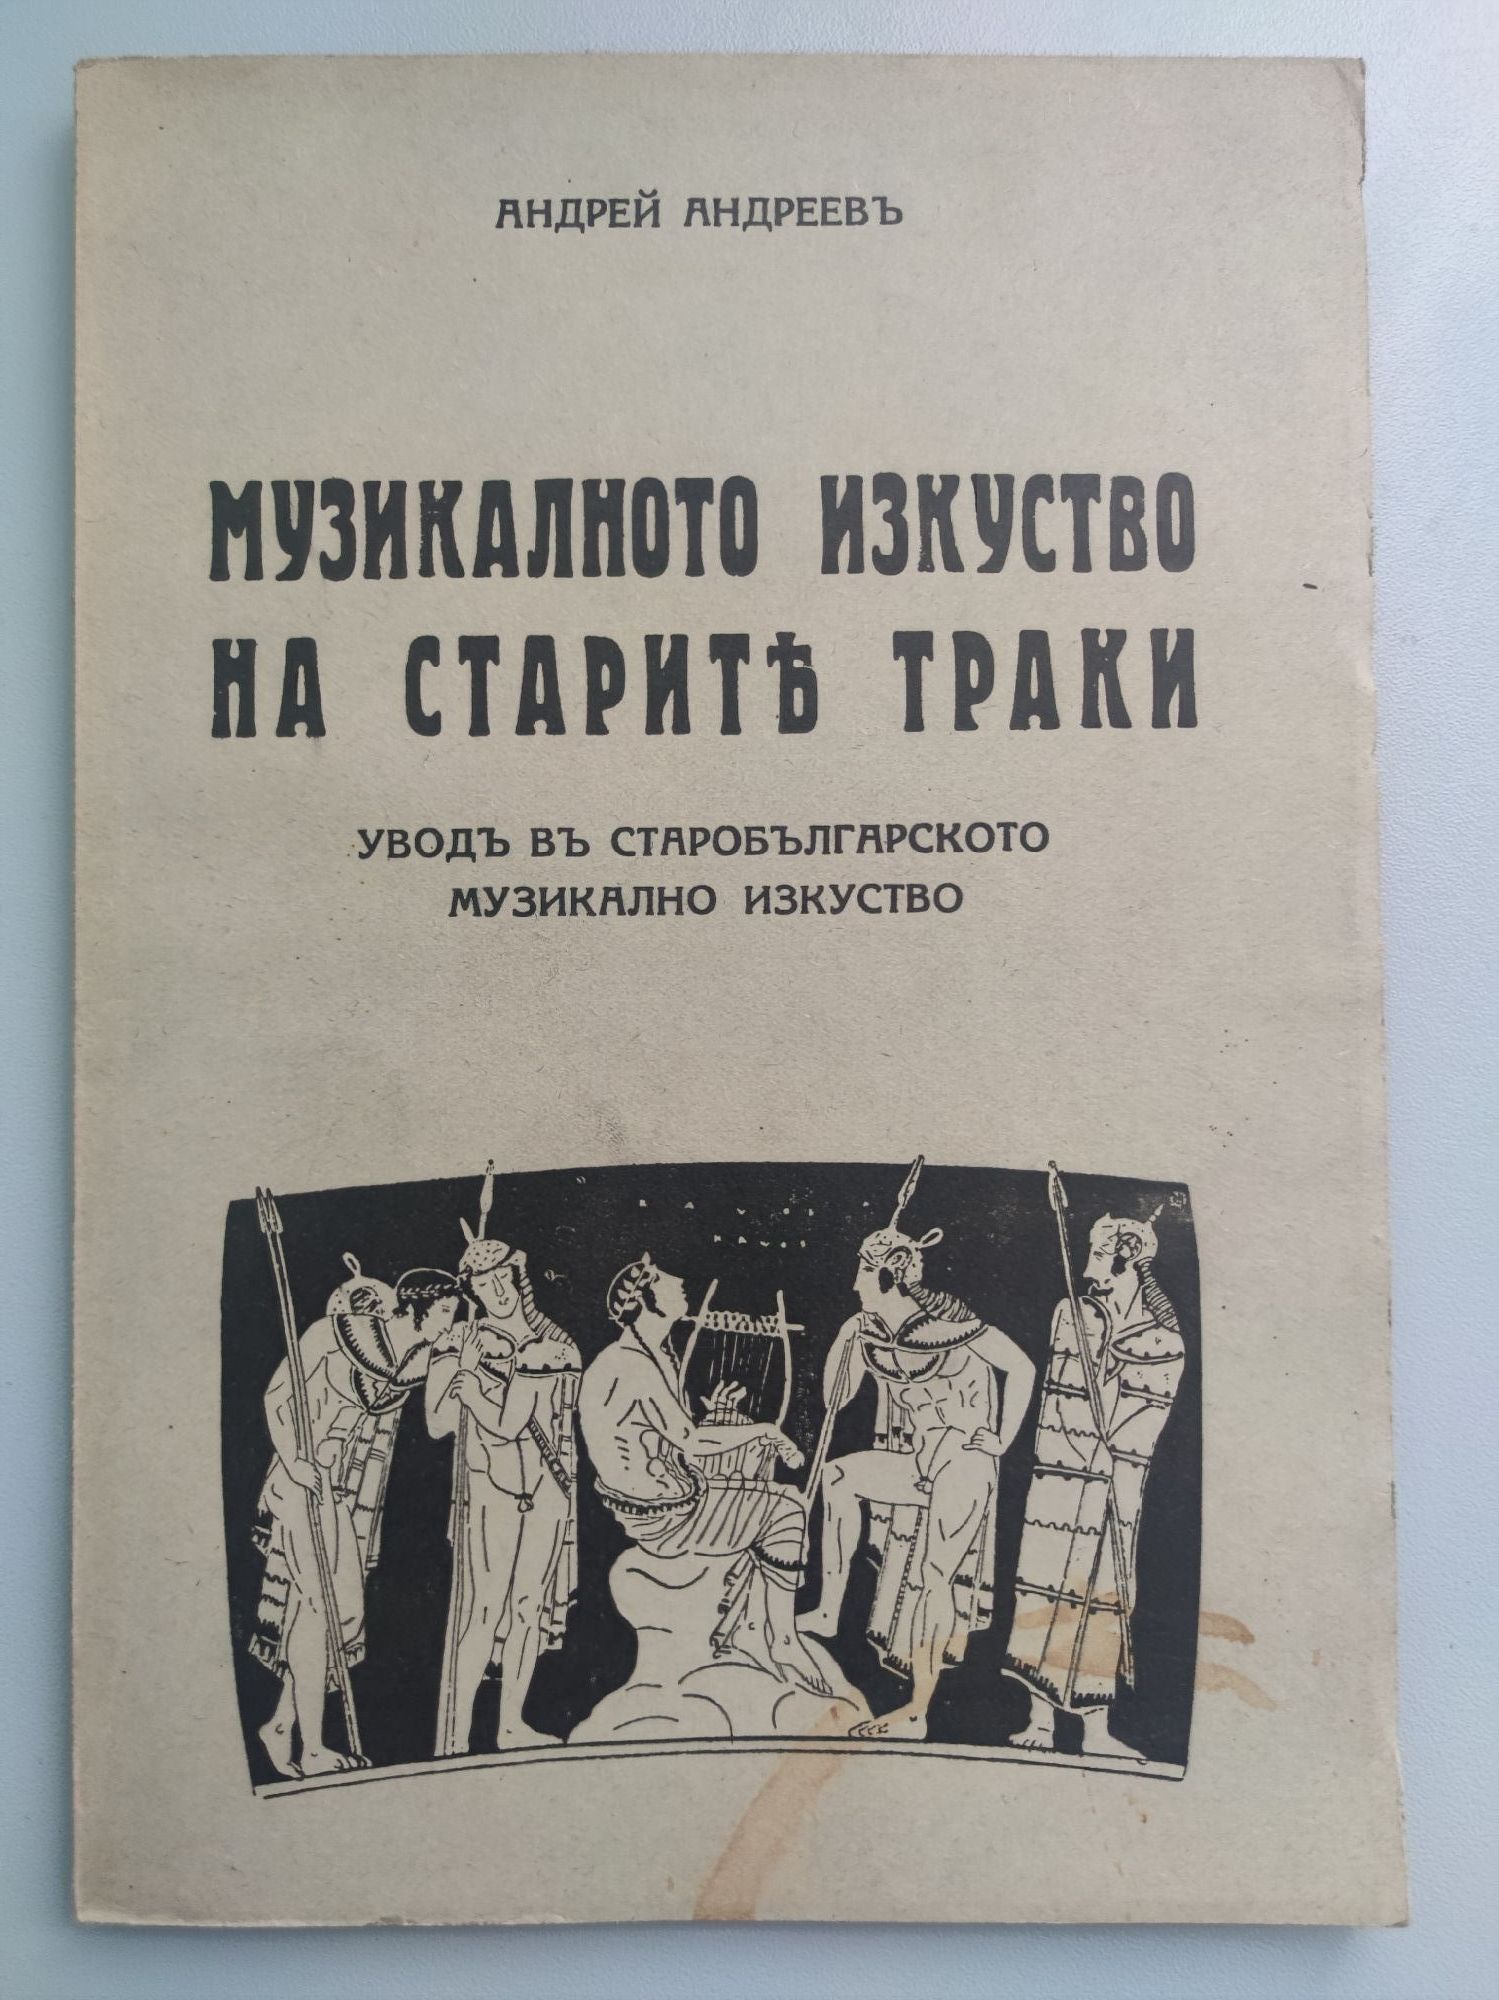 АНДРЕЙ АНДРЕЕВЪ
МУЗИКАЛНОТО ИЗКУСТВО
НА СТАРИТѢ ТРАКИ
УВОДЪ ВЪ СТАРОБЪЛГАРСКОТО
МУЗИКАЛНО ИЗКУСТВО